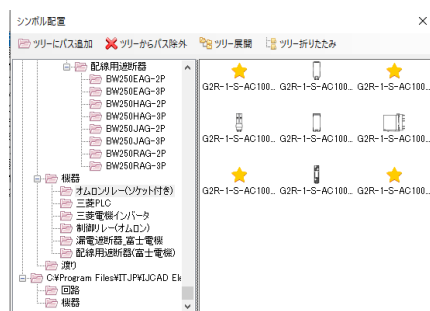 シンボル配置
ツリーにパス追加 ツリーからパス除外 ツリー展開 ツリー折りたたみ
配線用遮断器
BW250EAG-2P
BW250EAG-3P
BW250HAG-2P
BW250HAG-3P
BW250JAG-2P
BW250JAG-3P
BW250RAG-2P
BW250RAG-3P
機器
オムロンリレー(ソケット付き)
三菱PLC
三菱電機インバータ
制御リレー(オムロン)
漏電遮断器_富士電機
配線用遮断器(富士電機)
渡り
C:¥Program Files¥ITJP¥IJCAD Ele
回路
機器
G2R-1-S-AC100... G2R-1-S-AC100... G2R-1-S-AC100...
G2R-1-S-AC100... G2R-1-S-AC100... G2R-1-S-AC100...
G2R-1-S-AC100... G2R-1-S-AC100... G2R-1-S-AC100...